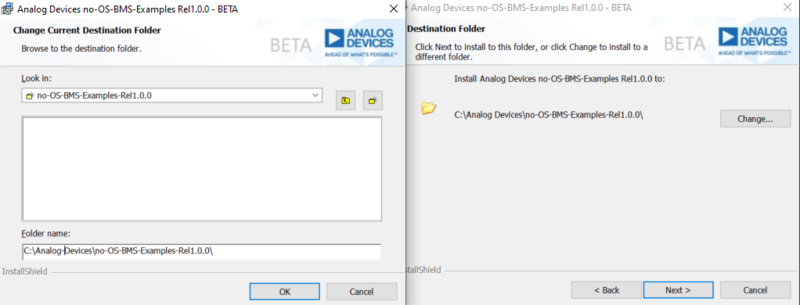 Analog Devices no-OS-BMS-Examples Rel1.0.0 - BETA
Change Current Destination Folder
Browse to the destination folder.
BETA
ANALOG
DEVICES
AHEAD OF WHAT'S POSSIBLE™
Look in:
no-OS-BMS-Examples-Rel1.0.0
Folder name:
C:\Analog-Devices\no-OS-BMS-Examples-Rel1.0.0\
InstallShield
OK
Cancel
Analog Devices no-OS-BMS-Examples Rel1.0.0 - BETA
Destination Folder
Click Next to install to this folder, or click Change to install to a
different folder.
BETA
ANALOG
DEVICES
AHEAD OF WHAT'S POSSIBLE™
Install Analog Devices no-OS-BMS-Examples Rel1.0.0 to:
C:\Analog Devices\no-OS-BMS-Examples-Rel1.0.0\
Change...
allShield
< Back
Next >
Cancel